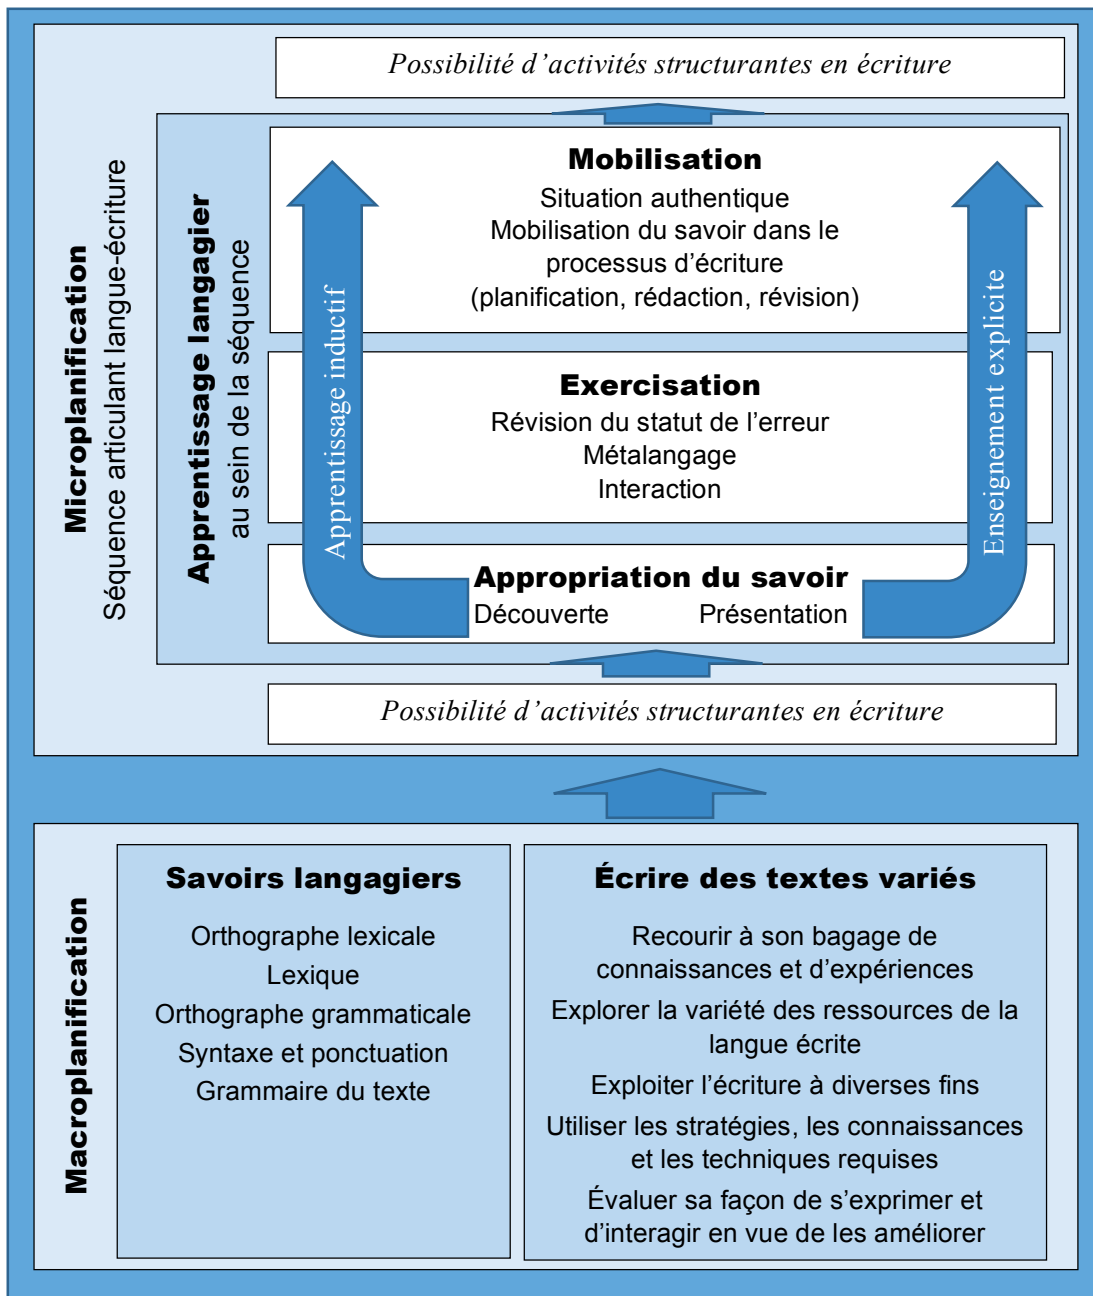 Possibilité d’activités structurantes en écriture
Microplanification
Séquence articulant langue-écriture
Apprentissage langagier
au sein de la séquence
Mobilisation
Situation authentique
Mobilisation du savoir dans le
processus d’écriture
(planification, rédaction, révision)
Apprentissage inductif
Enseignement explicite
Exercisation
Révision du statut de l’erreur
Métalangage
Interaction
Appropriation du savoir
Découverte Présentation
Possibilité d’activités structurantes en écriture
Macroplanification
Savoirs langagiers
Orthographe lexicale
Lexique
Orthographe grammaticale
Syntaxe et ponctuation
Grammaire du texte
Écrire des textes variés
Recourir à son bagage de
connaissances et d’expériences
Explorer la variété des ressources de la
langue écrite
Exploiter l’écriture à diverses fins
Utiliser les stratégies, les connaissances
et les techniques requises
Évaluer sa façon de s’exprimer et
d’interagir en vue de les améliorer